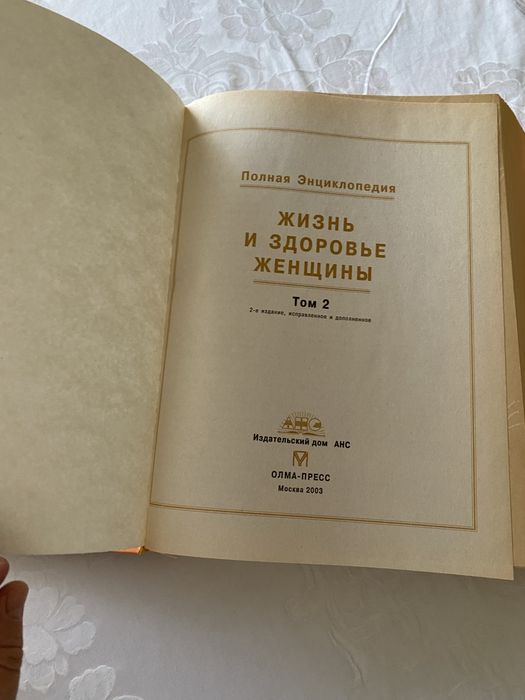 Полная Энциклопедия
ЖИЗНЬ
И ЗДОРОВЬЕ
ЖЕНЩИНЫ
Том 2
2-е издание, исправленное и дополненное
АНС
Издательский дом АНС
ОЛМА-ПРЕСС
Москва 2003